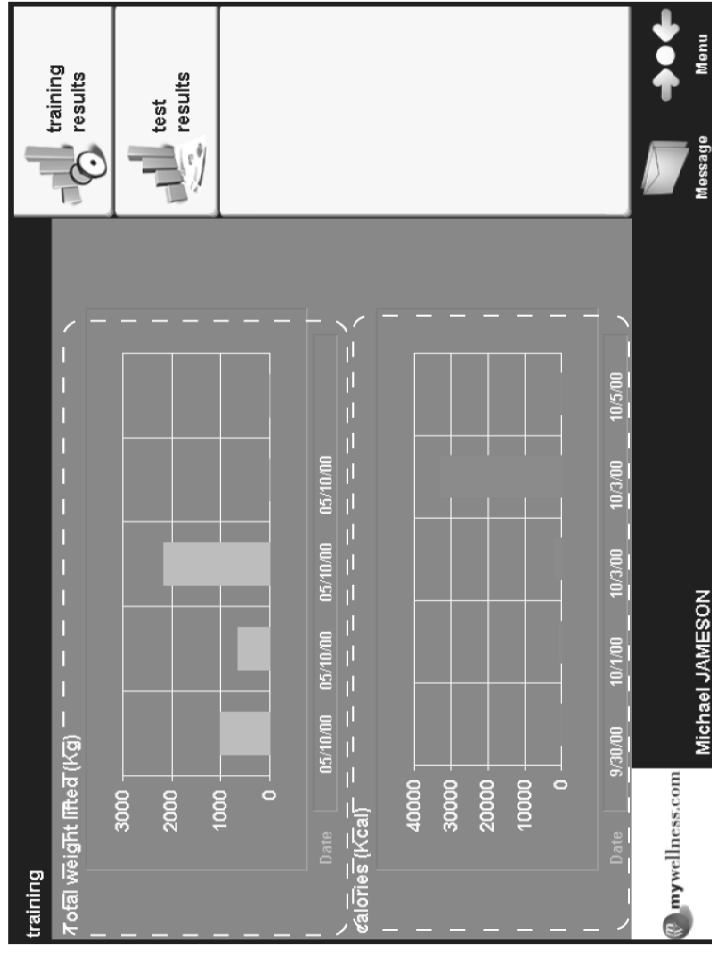 training
Total weight lifted (Kg)
3000
2000
1000
0
Date
05/10/00
05/10/00
05/10/00
05/10/00
calories (Kcal)
40000
30000
20000
10000
0
Date
9/30/00
10/1/00
10/3/00
10/3/00
10/5/00
training
results
test
results
mywellness.com
Michael JAMESON
Message
Menu